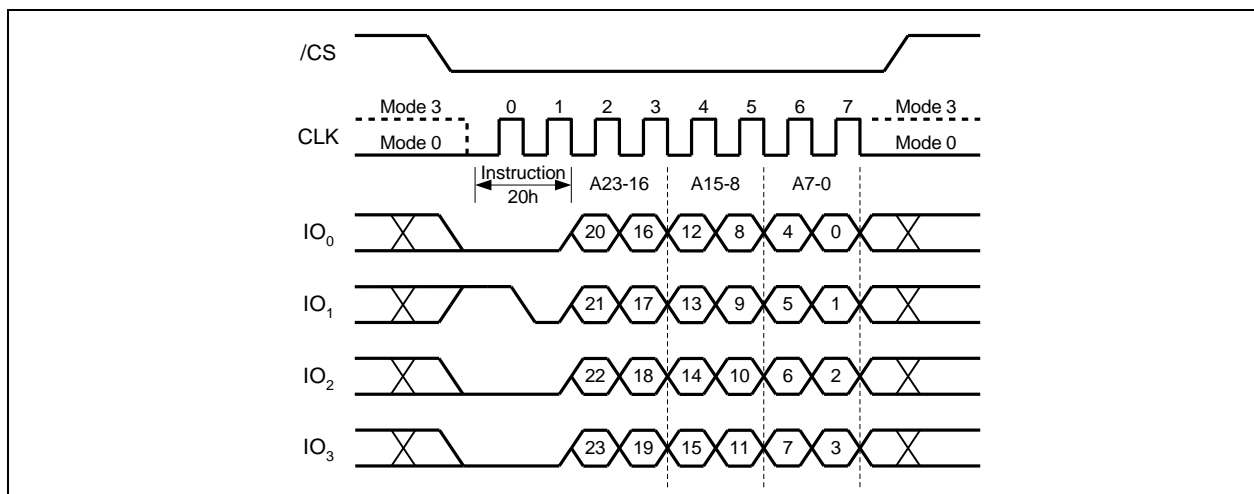 /CS
Mode 3 0 1 2 3 4 5 6 7 Mode 3
CLK
Mode 0 Mode 0
Instruction A23-16 A15-8 A7-0
20h
IO0 20 16 12 8 4 0
IO1 21 17 13 9 5 1
IO2 22 18 14 10 6 2
IO3 23 19 15 11 7 3